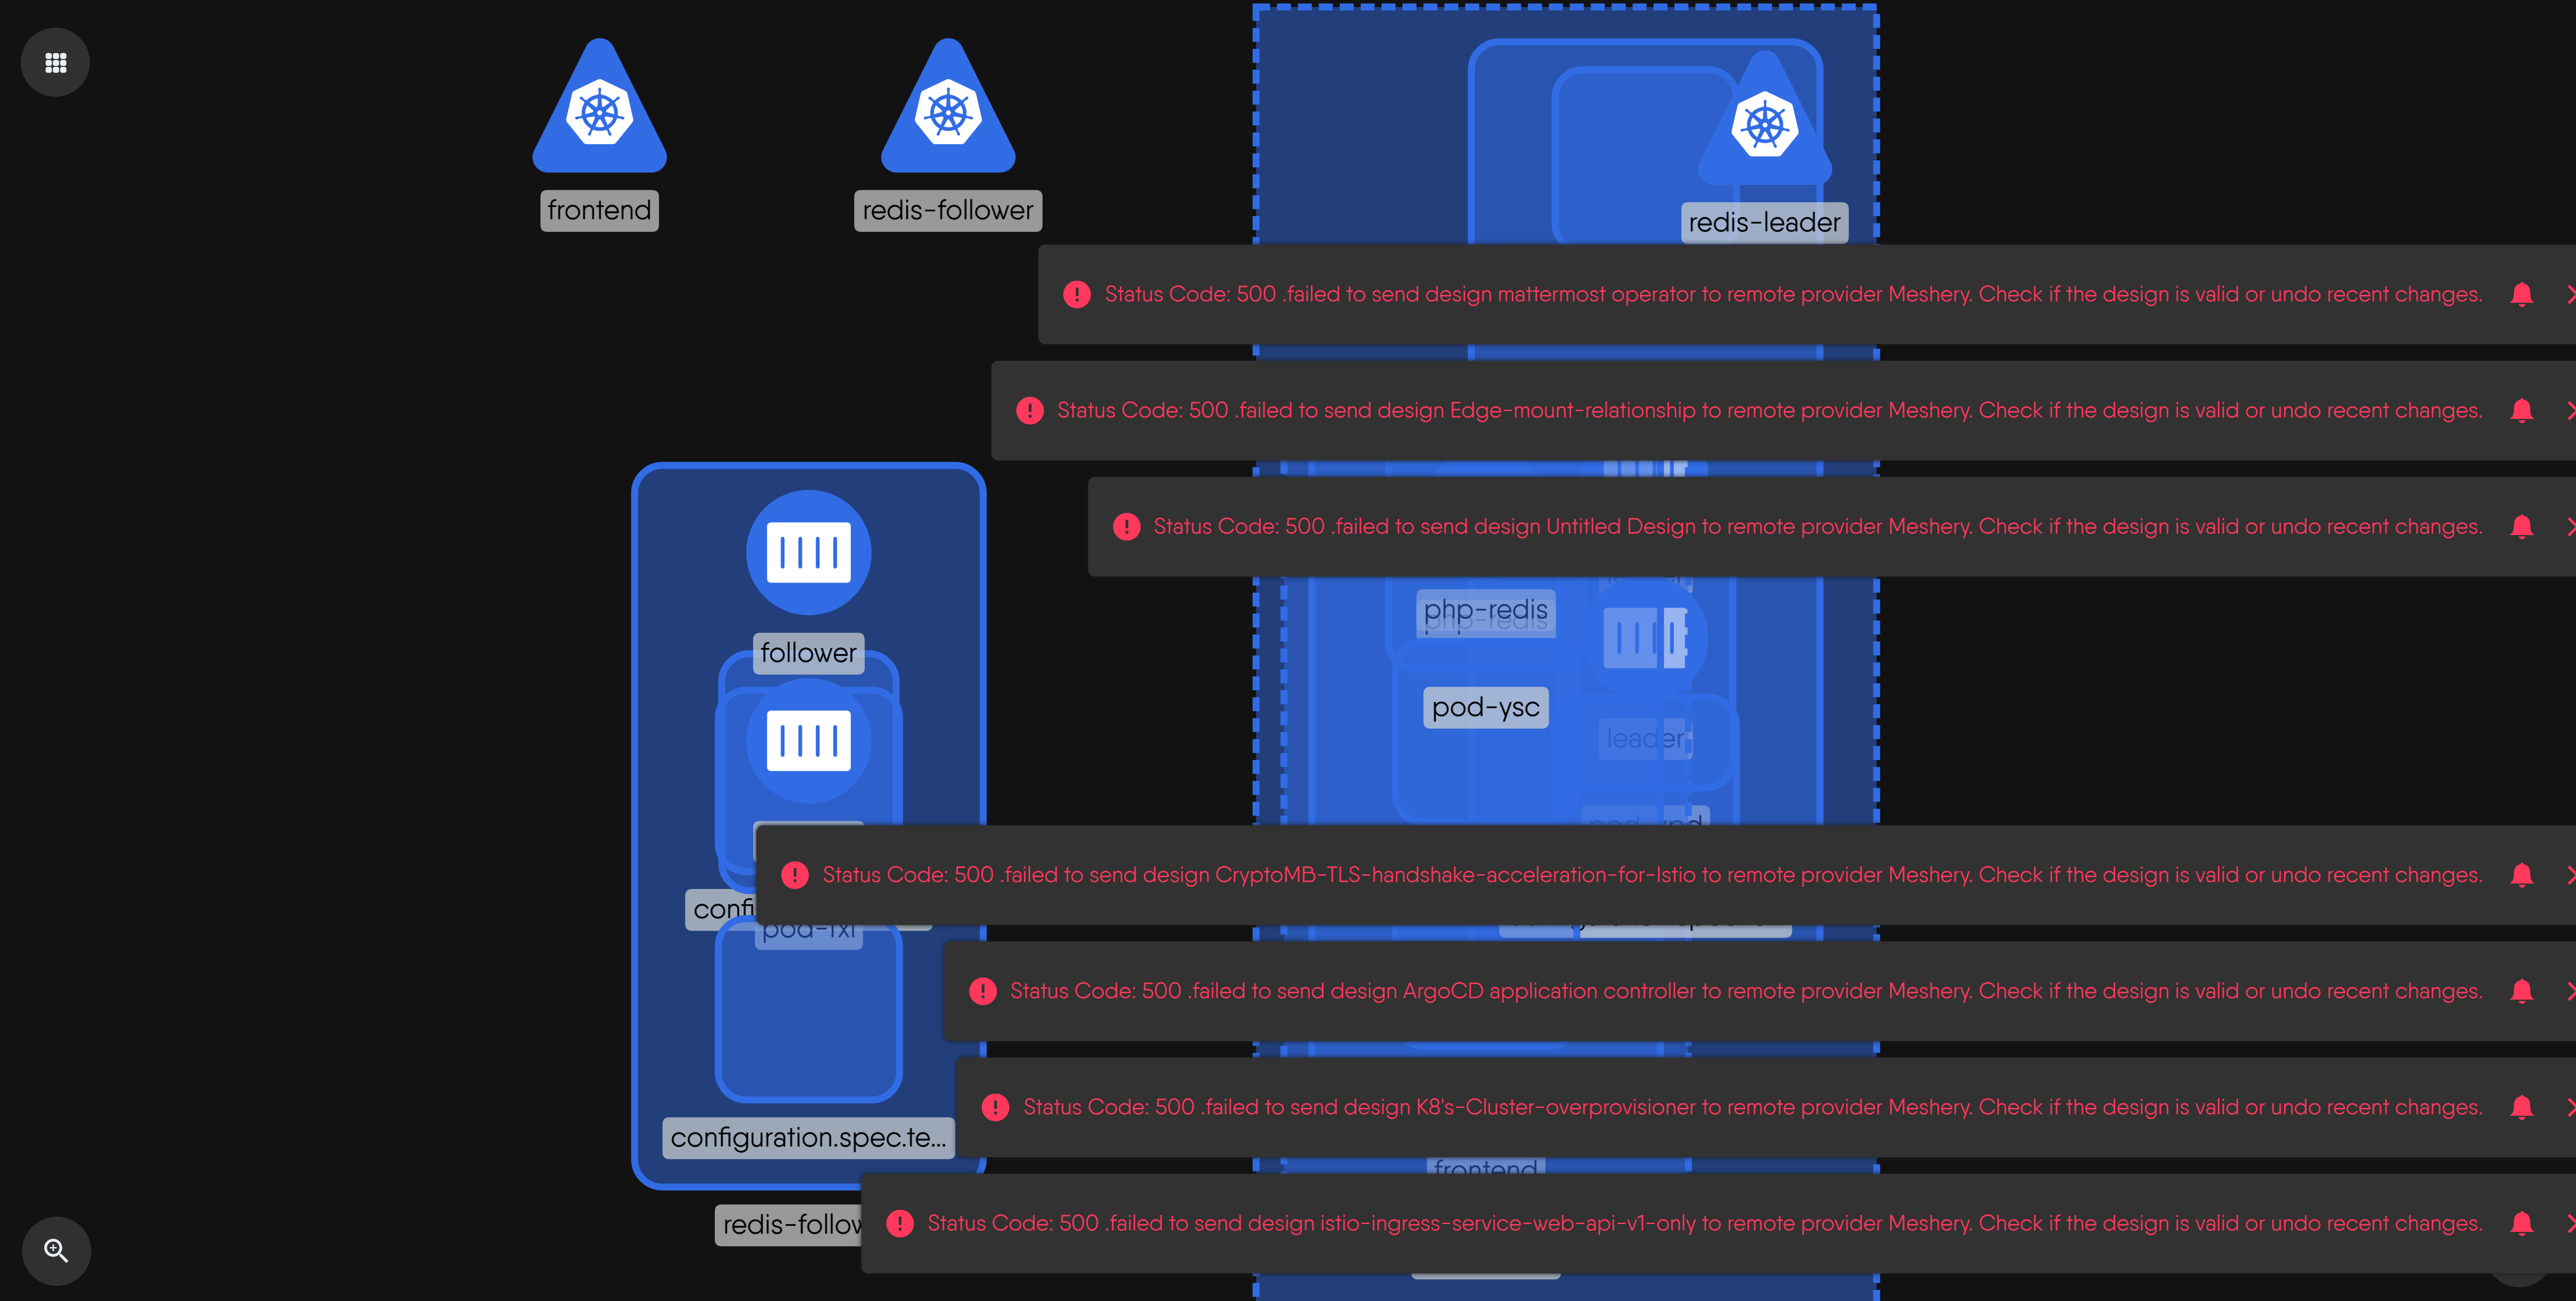 frontend
redis-follower
redis-leader
Status Code: 500 .failed to send design mattermost operator to remote provider Meshery. Check if the design is valid or undo recent changes.
Status Code: 500 .failed to send design Edge-mount-relationship to remote provider Meshery. Check if the design is valid or undo recent changes.
Status Code: 500 .failed to send design Untitled Design to remote provider Meshery. Check if the design is valid or undo recent changes.
php-redis
php-redis
follower
pod-ysc
leader
Status Code: 500 .failed to send design CryptoMB-TLS-handshake-acceleration-for-Istio to remote provider Meshery. Check if the design is valid or undo recent changes.
Status Code: 500 .failed to send design ArgoCD application controller to remote provider Meshery. Check if the design is valid or undo recent changes.
Status Code: 500 .failed to send design K8's-Cluster-overprovisioner to remote provider Meshery. Check if the design is valid or undo recent changes.
configuration.spec.te...
frontend
redis-follow
Status Code: 500 .failed to send design istio-ingress-service-web-api-v1-only to remote provider Meshery. Check if the design is valid or undo recent changes.